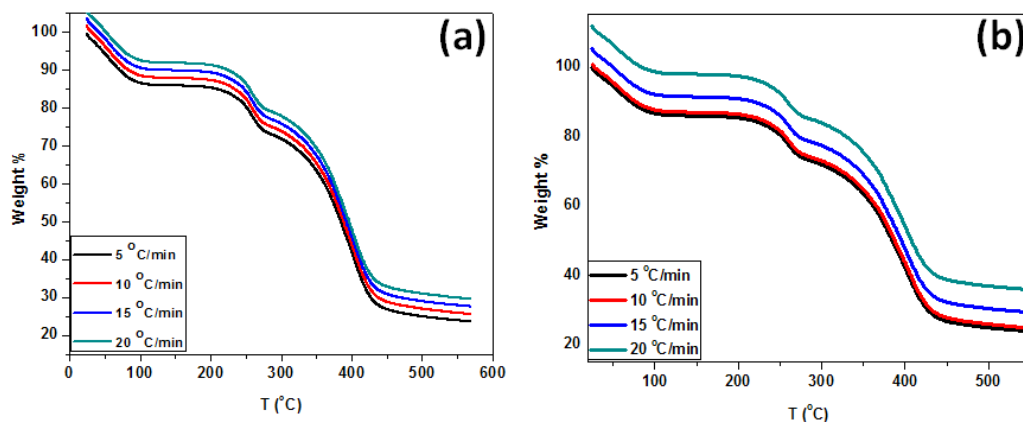 (a)
Weight %
100
90
80
70
60
50
40
30
20
5 °C/min
10 °C/min
15 °C/min
20 °C/min
0 100 200 300 400 500 600
T (°C)
(b)
Weight %
100
80
60
40
20
5 °C/min
10 °C/min
15 °C/min
20 °C/min
100 200 300 400 500
T (°C)